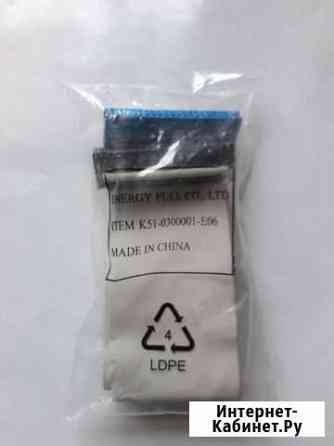 ENERGY FULL CO., LTD
ITEM K51-0300001-E06
MADE IN CHINA
4
LDPE
Интернет-
Кабинет.Ру